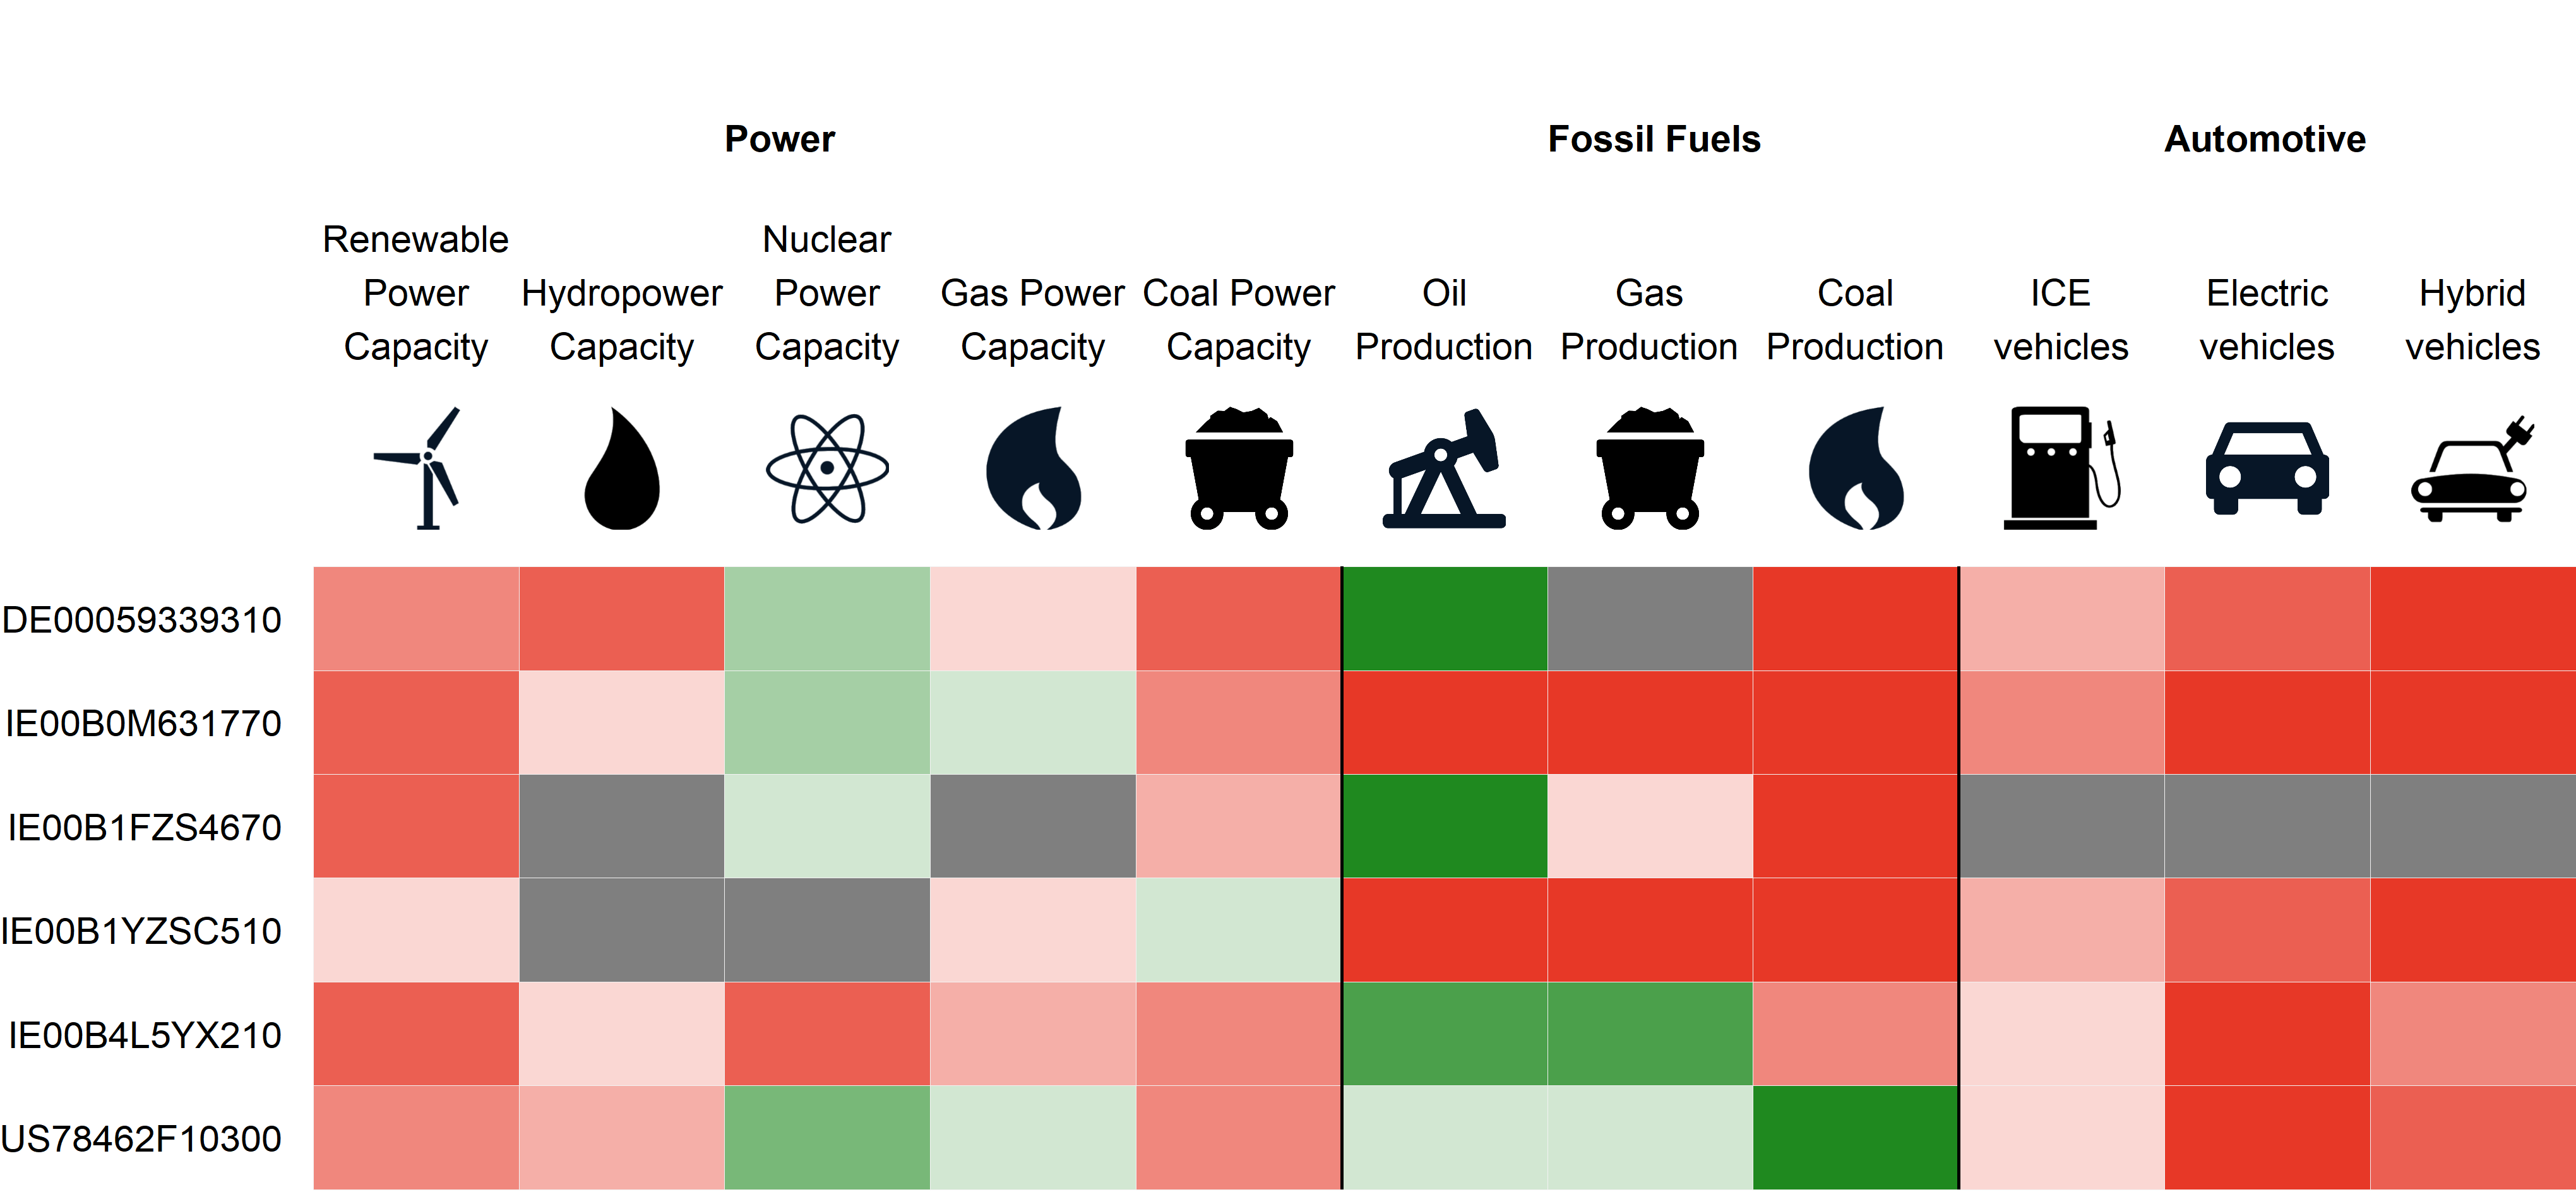 Power
Fossil Fuels
Automotive
Renewable
Power
Capacity
Hydropower
Capacity
Nuclear
Power
Capacity
Gas Power
Capacity
Coal Power
Capacity
Oil
Production
Gas
Production
Coal
Production
ICE
vehicles
Electric
vehicles
Hybrid
vehicles
DE00059339310
IE00B0M631770
IE00B1FZS4670
IE00B1YZSC510
IE00B4L5YX210
US78462F10300